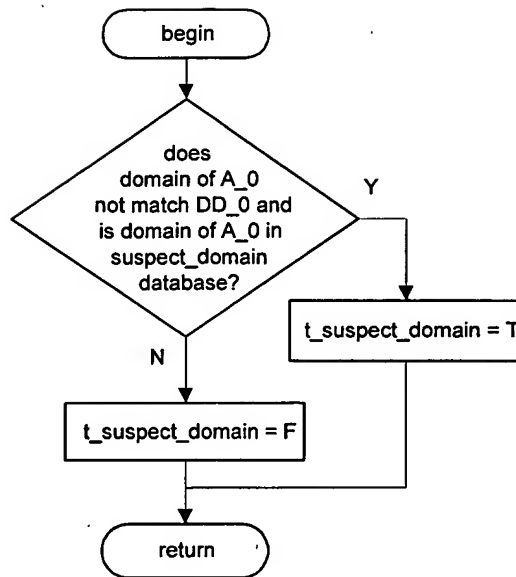 begin
does
domain of A_0
not match DD_0 and
is domain of A_0 in
suspect_domain
database?
Y
t_suspect_domain = T
N
t_suspect_domain = F
return